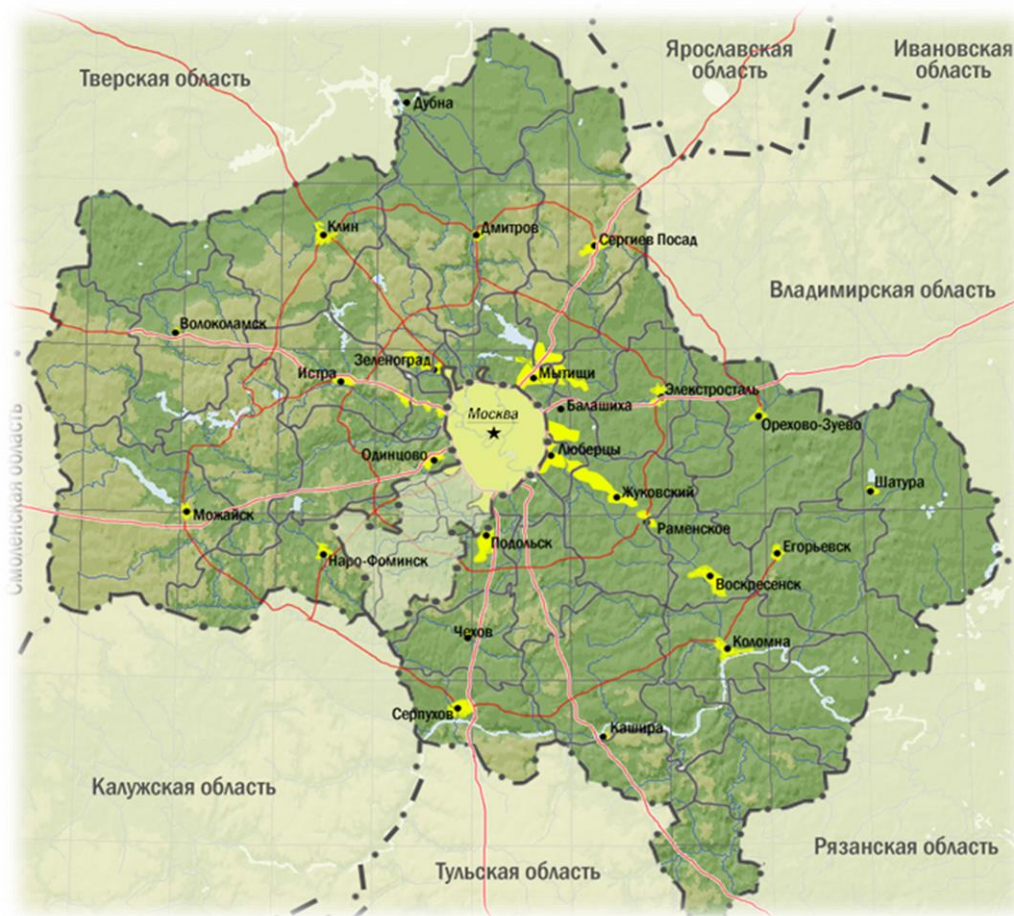 Ярославская
область
Ивановская
область
Тверская область
Дубна
Клин
Дмитров
Сергиев Посад
Владимирская область
Волоколамск
Зеленоград
Истра
Мытищи
Элекстросталь
Москва
Балашиха
Орехово-Зуево
Люберцы
Одинцово
Смоленская область
Шатура
Жуковский
Можайск
Раменское
Подольск
Егорьевск
Наро-Фоминск
Воскресенск
Чехов
Коломна
Серпухов
Кашира
Калужская область
Рязанская область
Тульская область